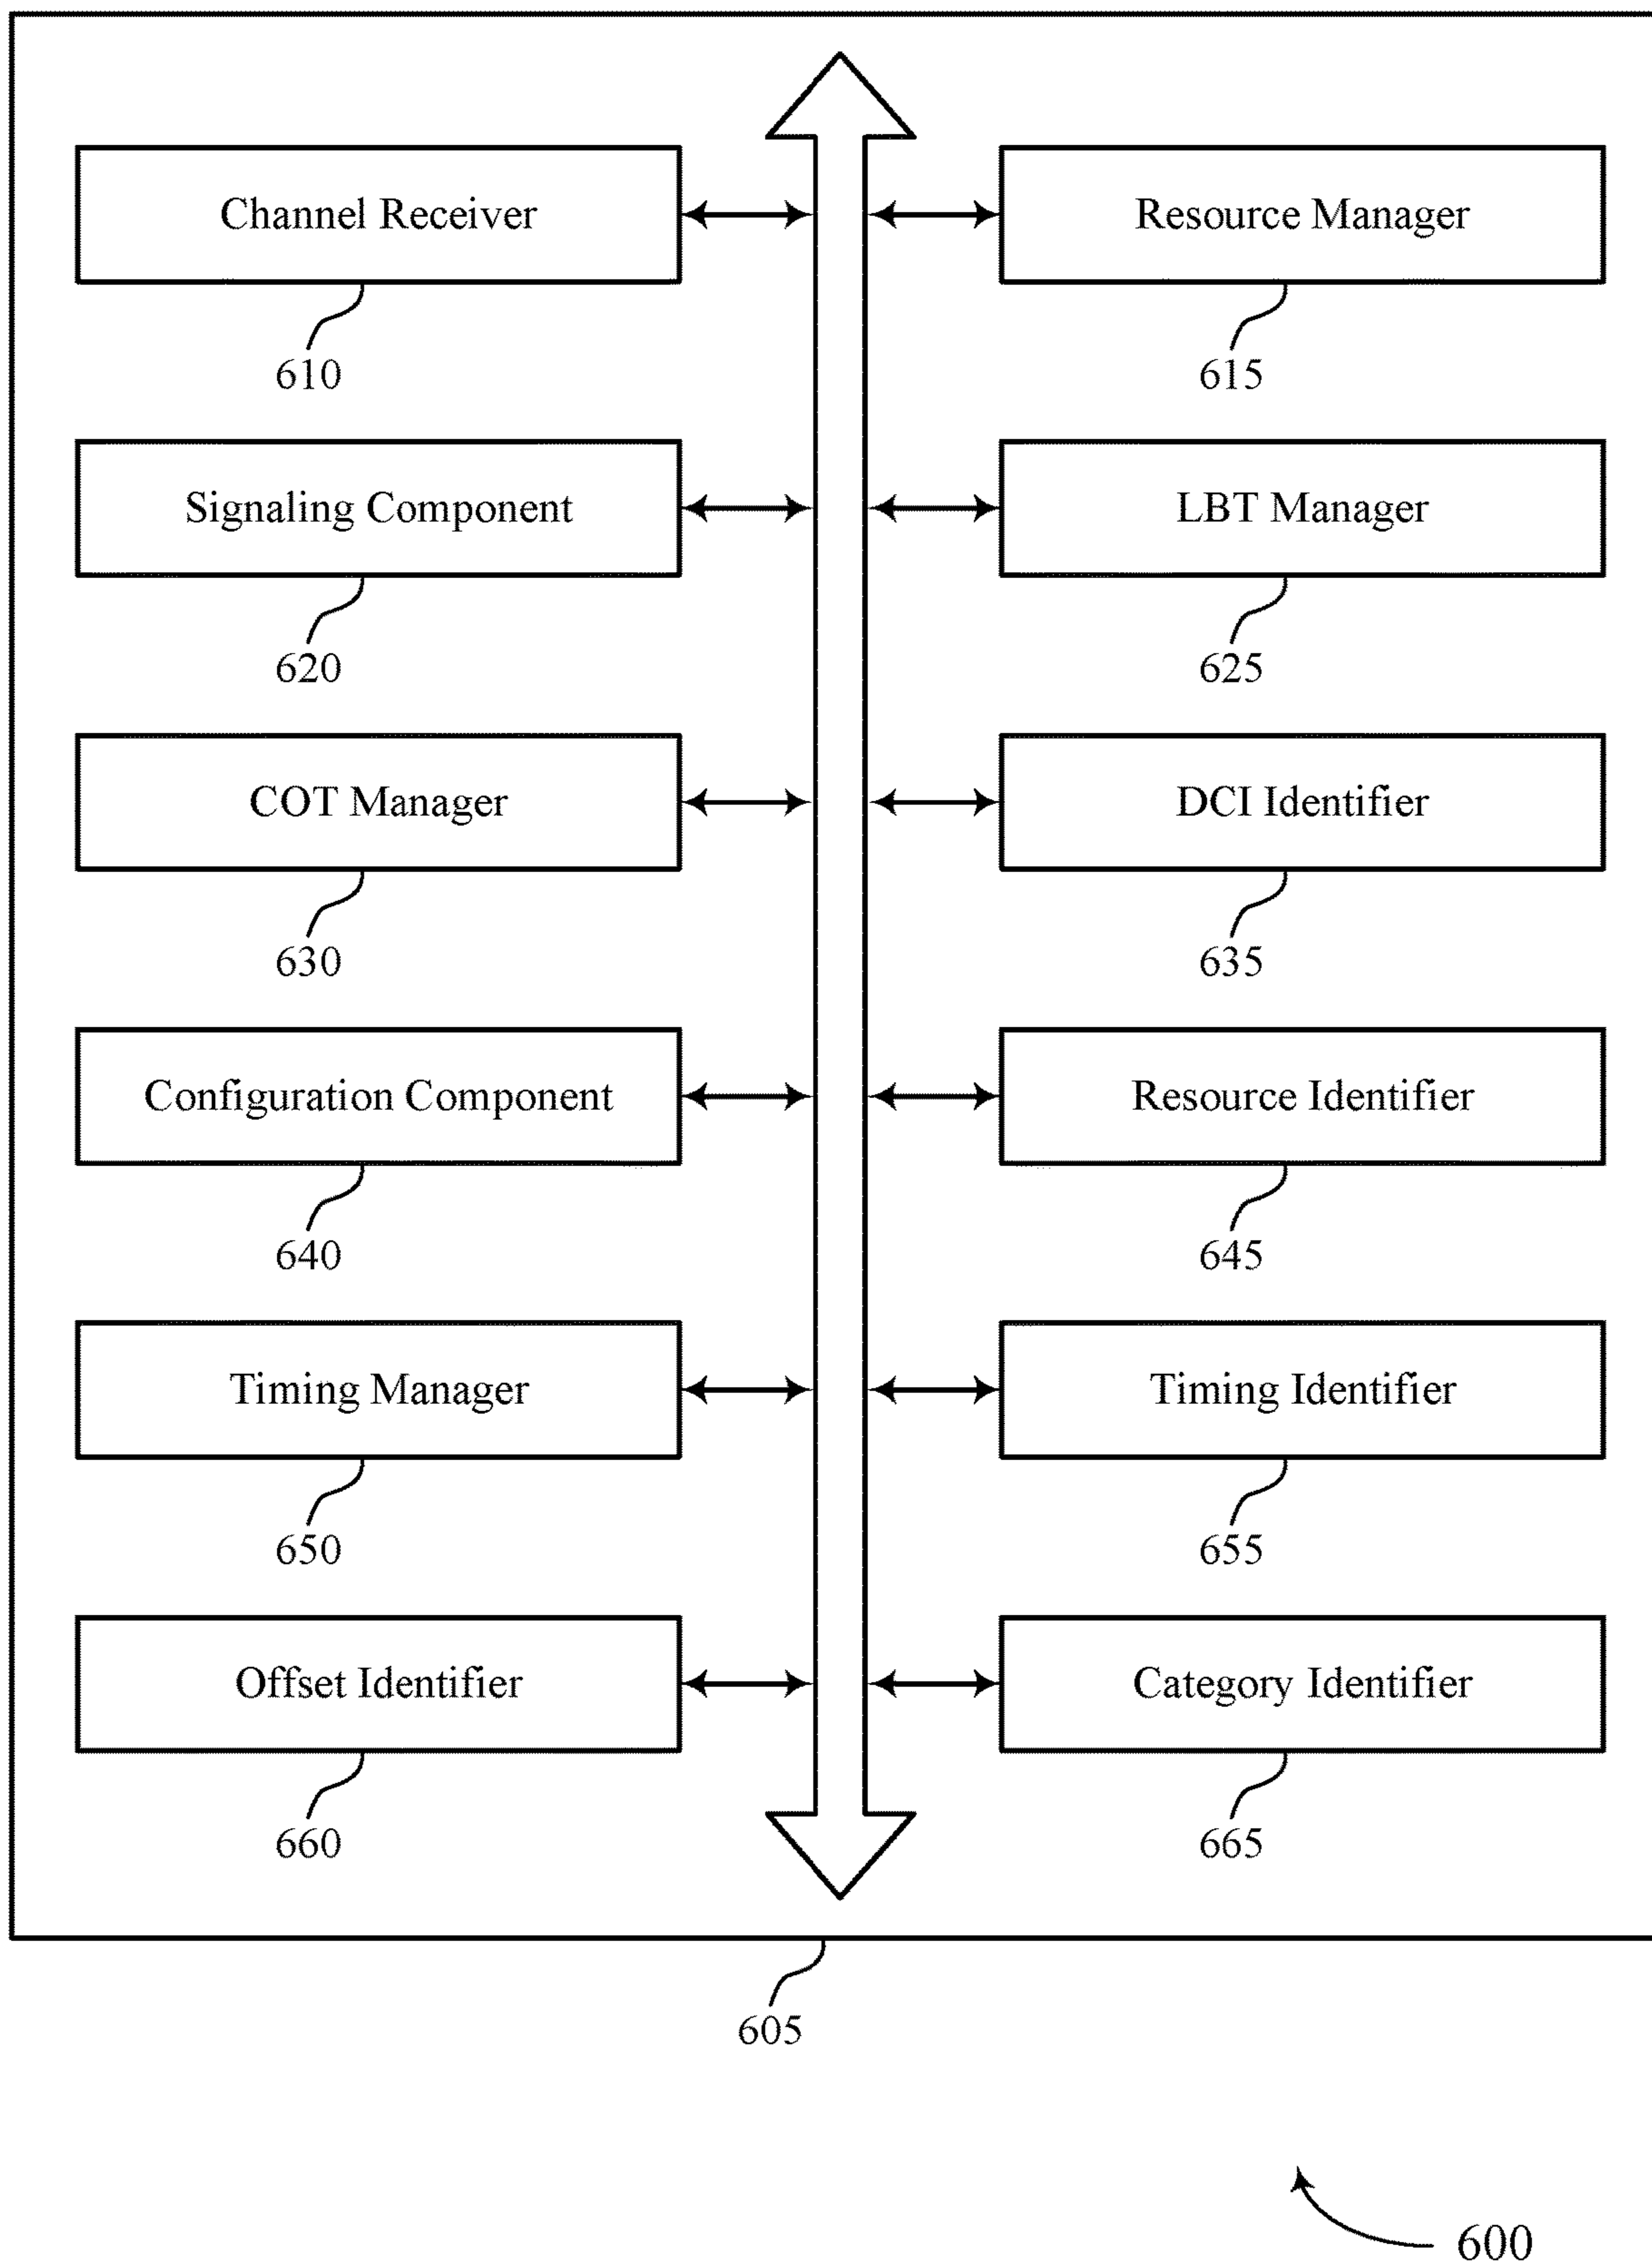 Channel Receiver
Resource Manager
610
615
Signaling Component
LBT Manager
620
625
COT Manager
DCI Identifier
630
635
Configuration Component
Resource Identifier
640
645
Timing Manager
Timing Identifier
650
655
Offset Identifier
Category Identifier
660
665
605
600